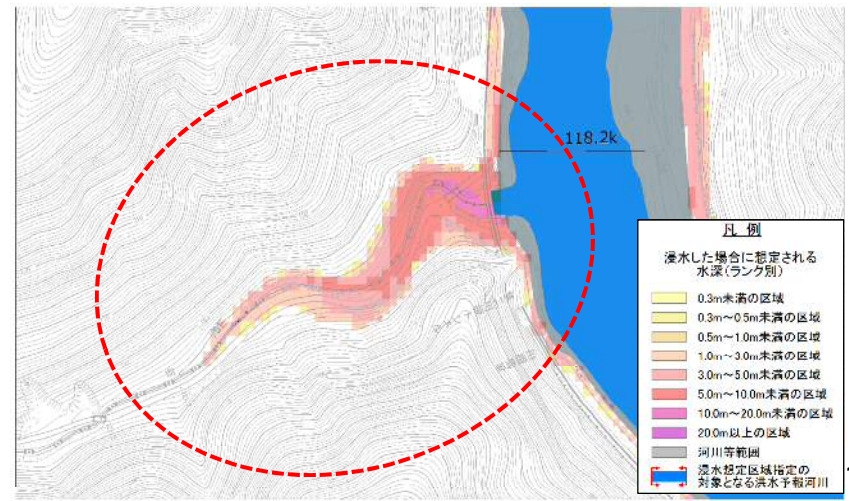 118.2k
凡 例
浸水した場合に想定される
水深(ランク別)
0.3m未満の区域
0.3m～0.5m未満の区域
0.5m～1.0m未満の区域
1.0m～3.0m未満の区域
3.0m～5.0m未満の区域
5.0m～10.0m未満の区域
10.0m～20.0m未満の区域
20.0m以上の区域
河川等範囲
浸水想定区域指定の
対象となる洪水予報河川